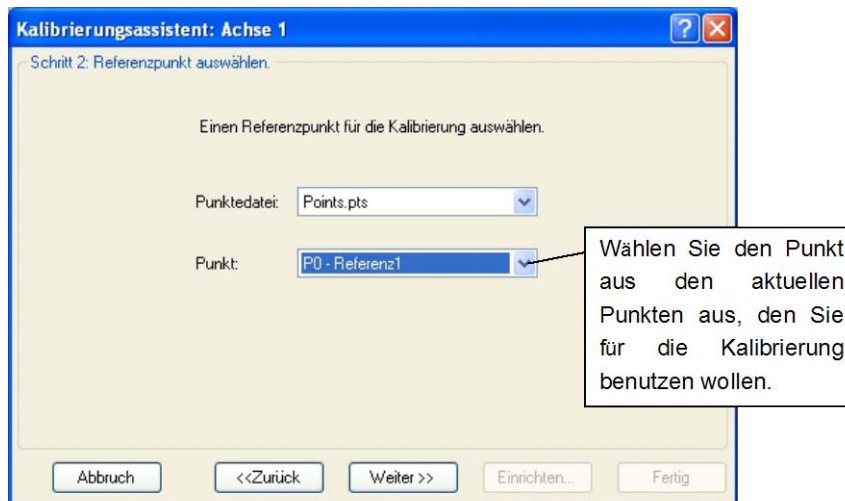 Kalibrierungsassistent: Achse 1
Schritt 2: Referenzpunkt auswählen.
Einen Referenzpunkt für die Kalibrierung auswählen.
Punktedatei: Points.pts
Punkt: P0 - Referenz1
Wählen Sie den Punkt
aus den aktuellen
Punkten aus, den Sie
für die Kalibrierung
benutzen wollen.
Abbruch <<Zurück Weiter >> Einrichten... Fertig